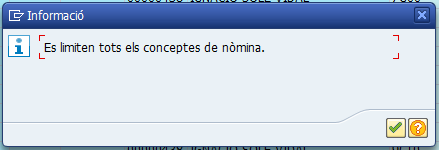 Informació
Es limiten tots els conceptes de nòmina.